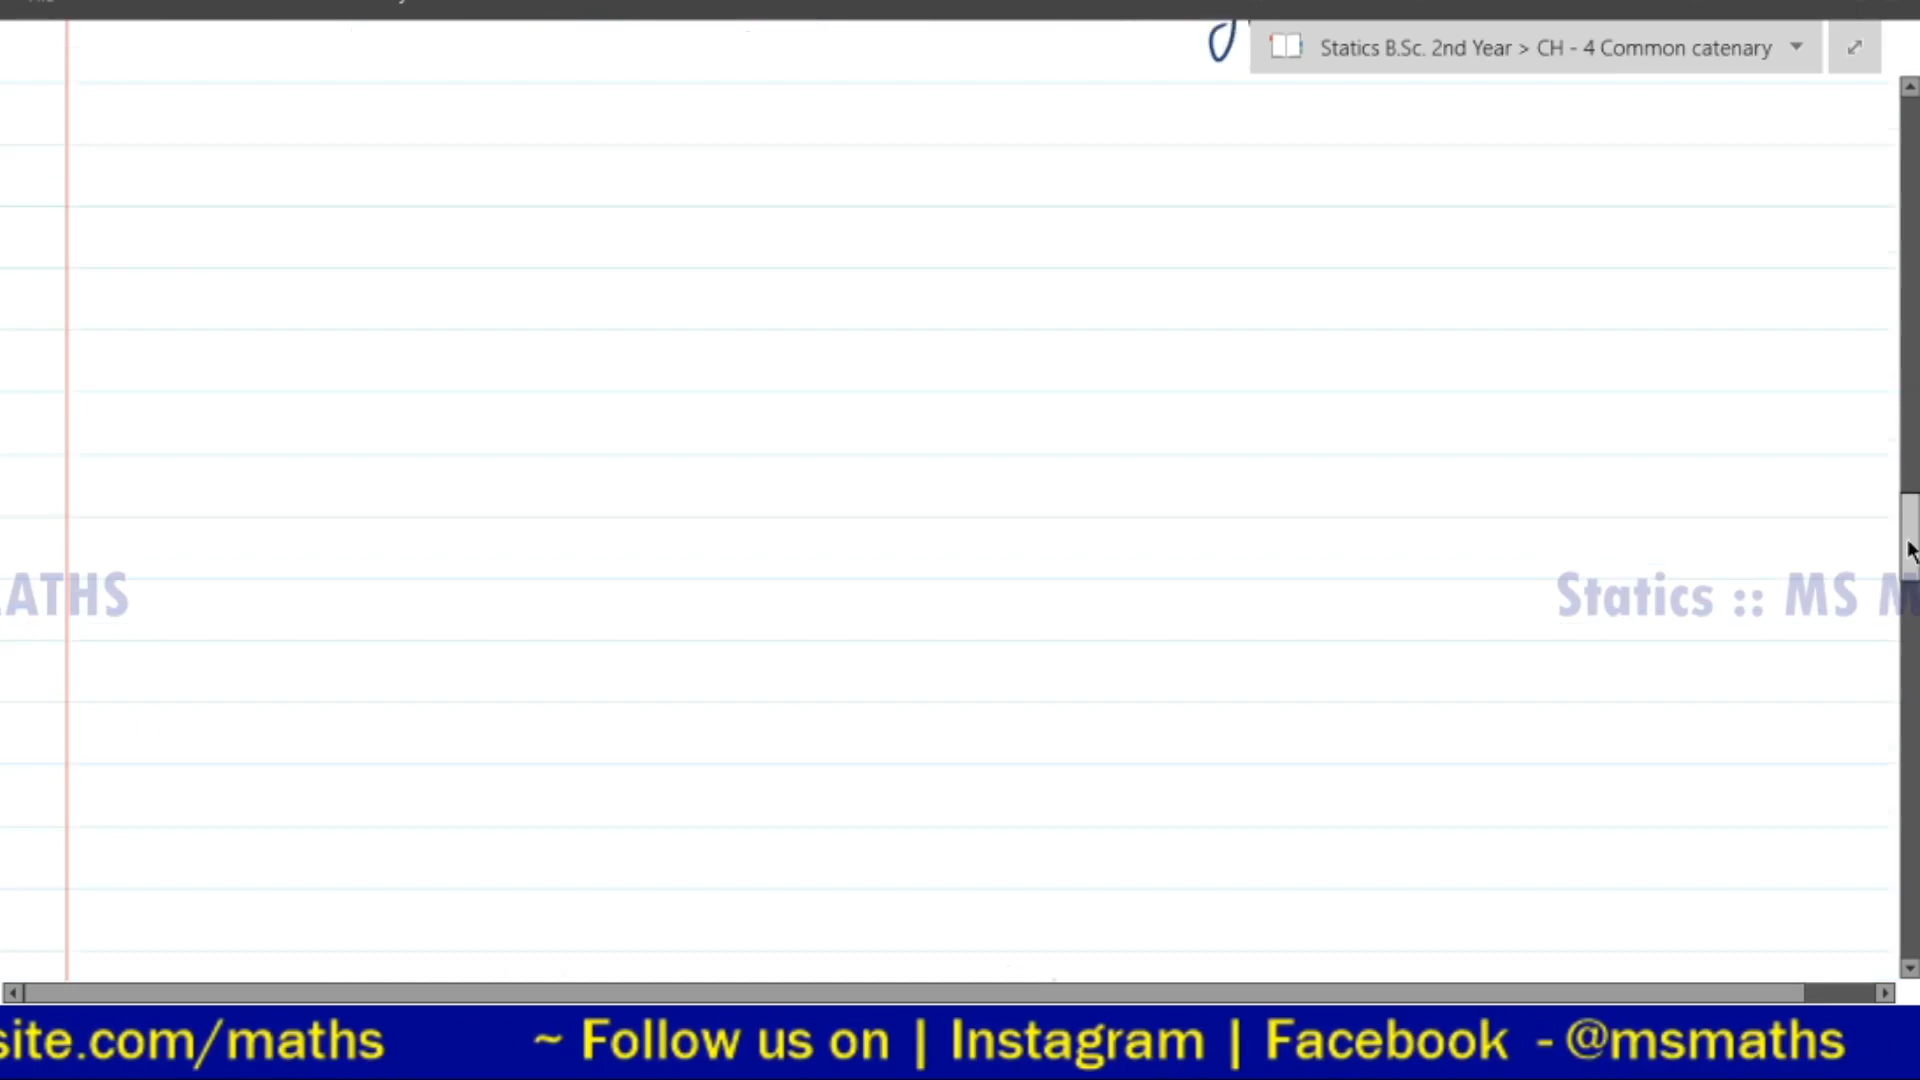 Statics B.Sc. 2nd Year > CH - 4 Common catenary
ATHS
Statics :: MS M
site.com/maths ~ Follow us on | Instagram | Facebook - @msmaths